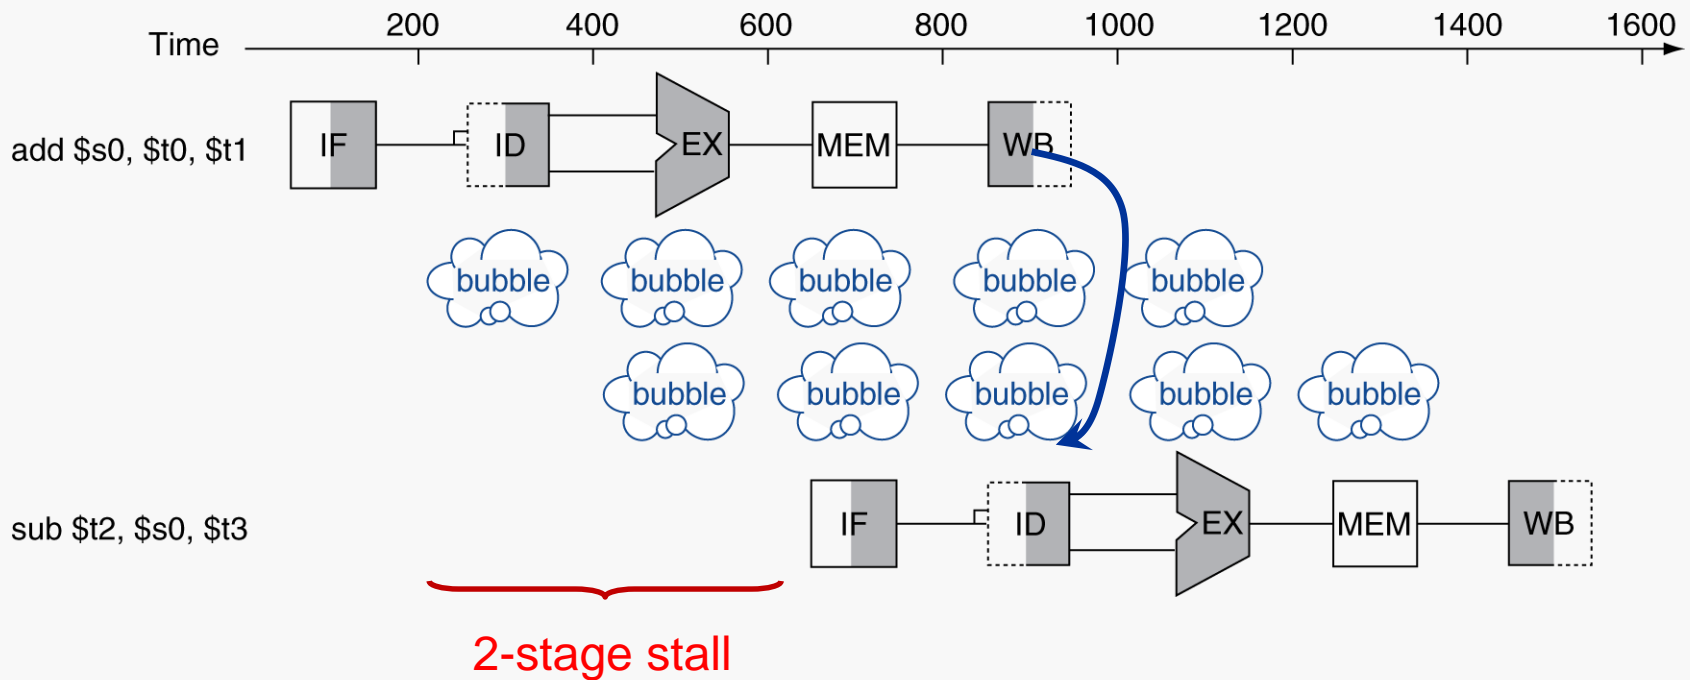 200 400 600 800 1000 1200 1400 1600
Time
add $s0, $t0, $t1 IF ID EX MEM WB
bubble bubble bubble bubble bubble
bubble bubble bubble bubble bubble
sub $t2, $s0, $t3 IF ID EX MEM WB
2-stage stall